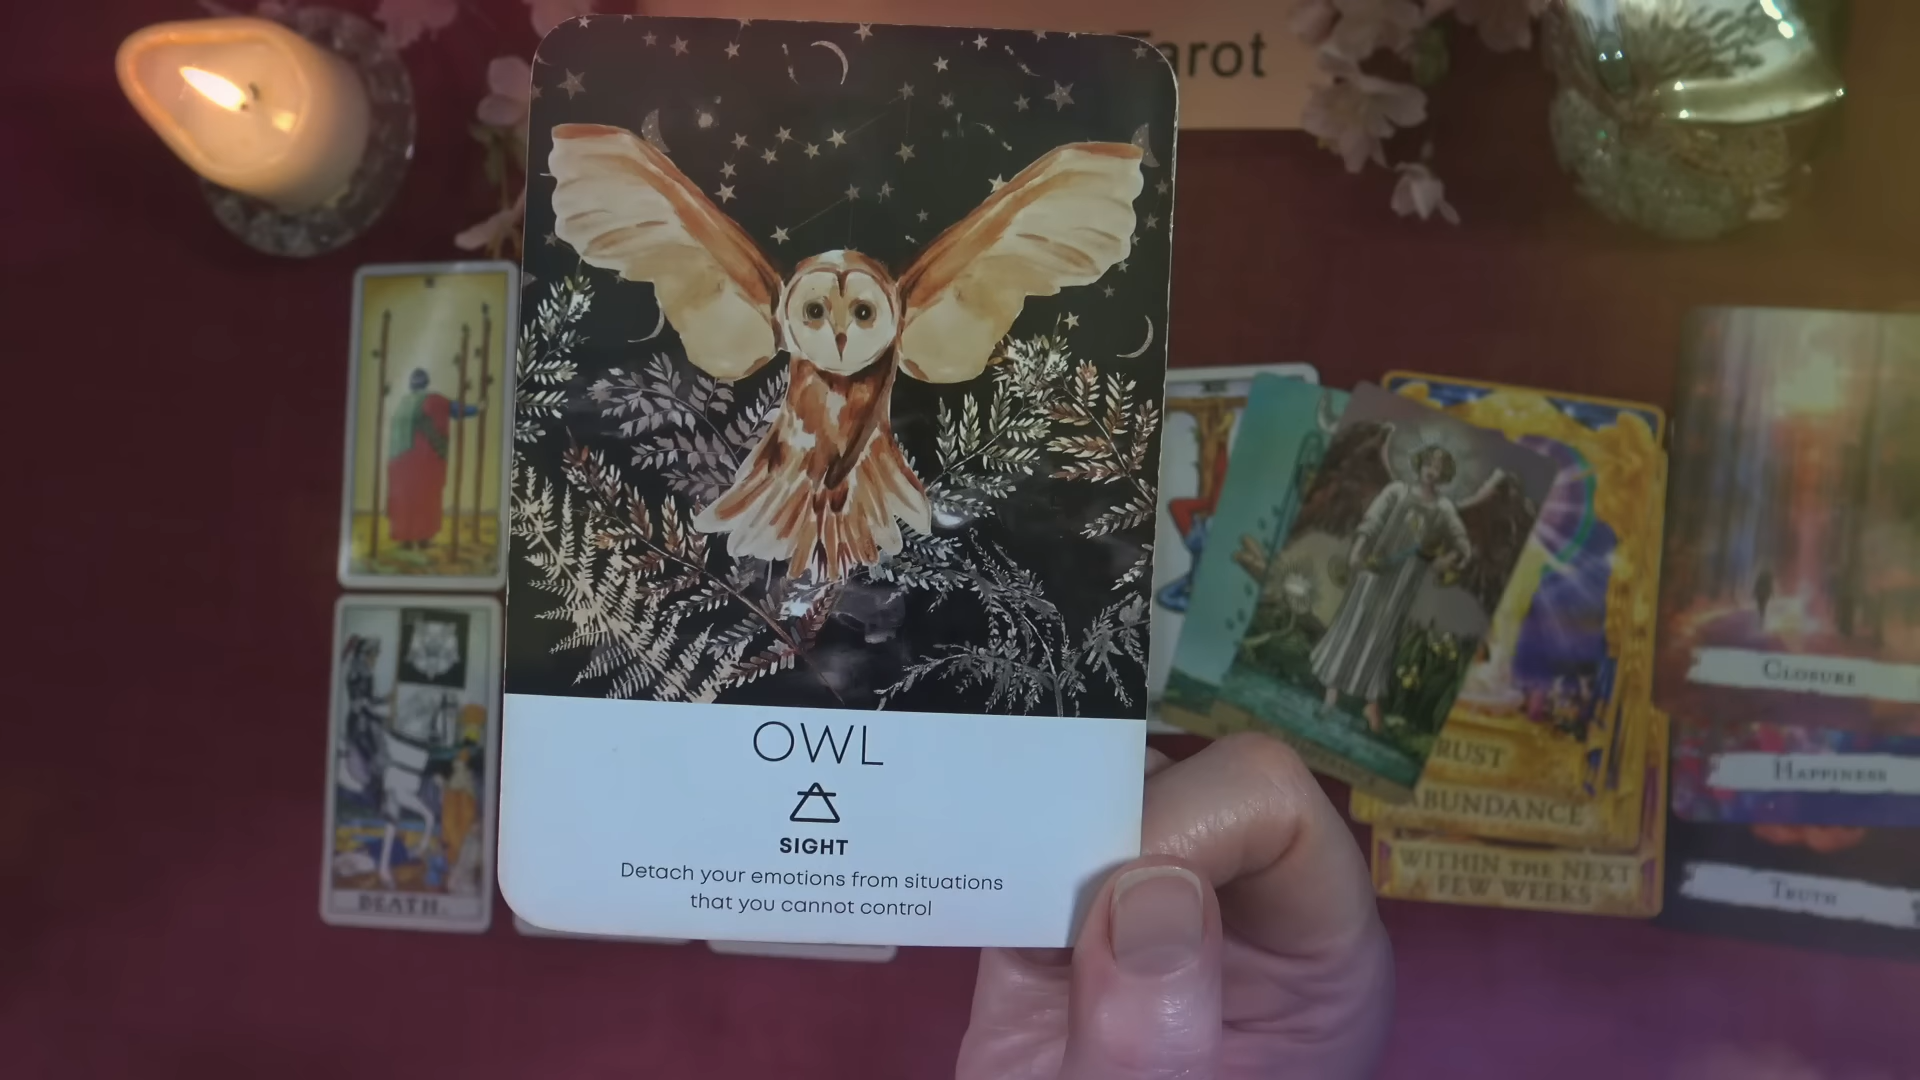 Tarot
OWL
SIGHT
Detach your emotions from situations
that you cannot control
DEATH.
RUST
ABUNDANCE
WITHIN THE NEXT
FEW WEEKS
CLOSURE
HAPPINESS
TRUTH